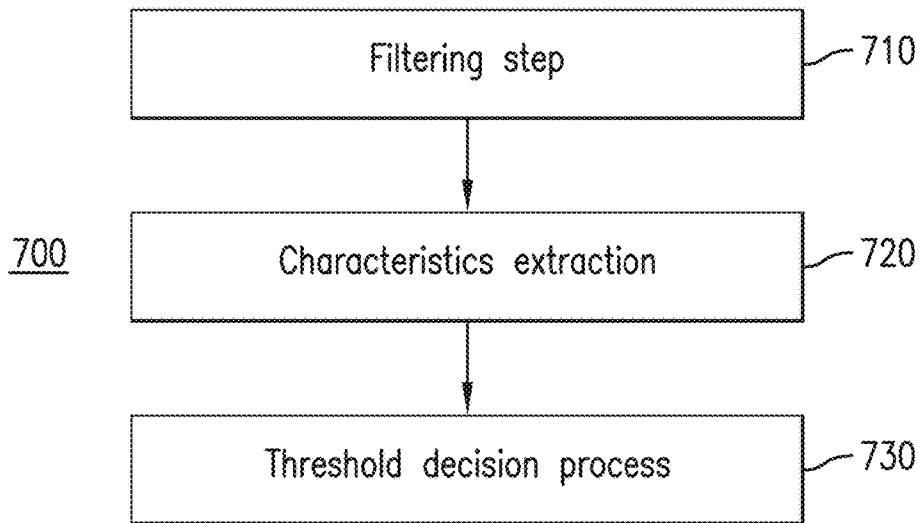 Filtering step
710
700
Characteristics extraction
720
Threshold decision process
730